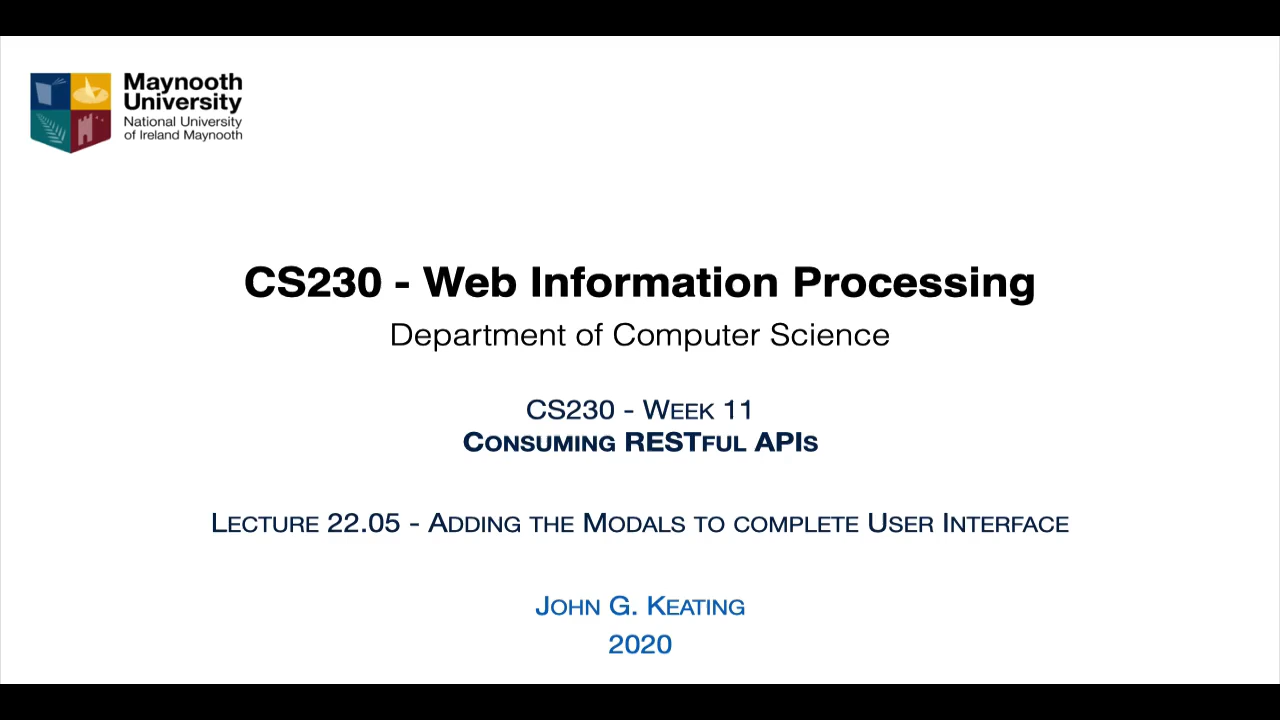 Maynooth
University
National University
of Ireland Maynooth
CS230 - Web Information Processing
Department of Computer Science
CS230 - Week 11
Consuming RESTful APIs
Lecture 22.05 - Adding the Modals to complete User Interface
John G. Keating
2020